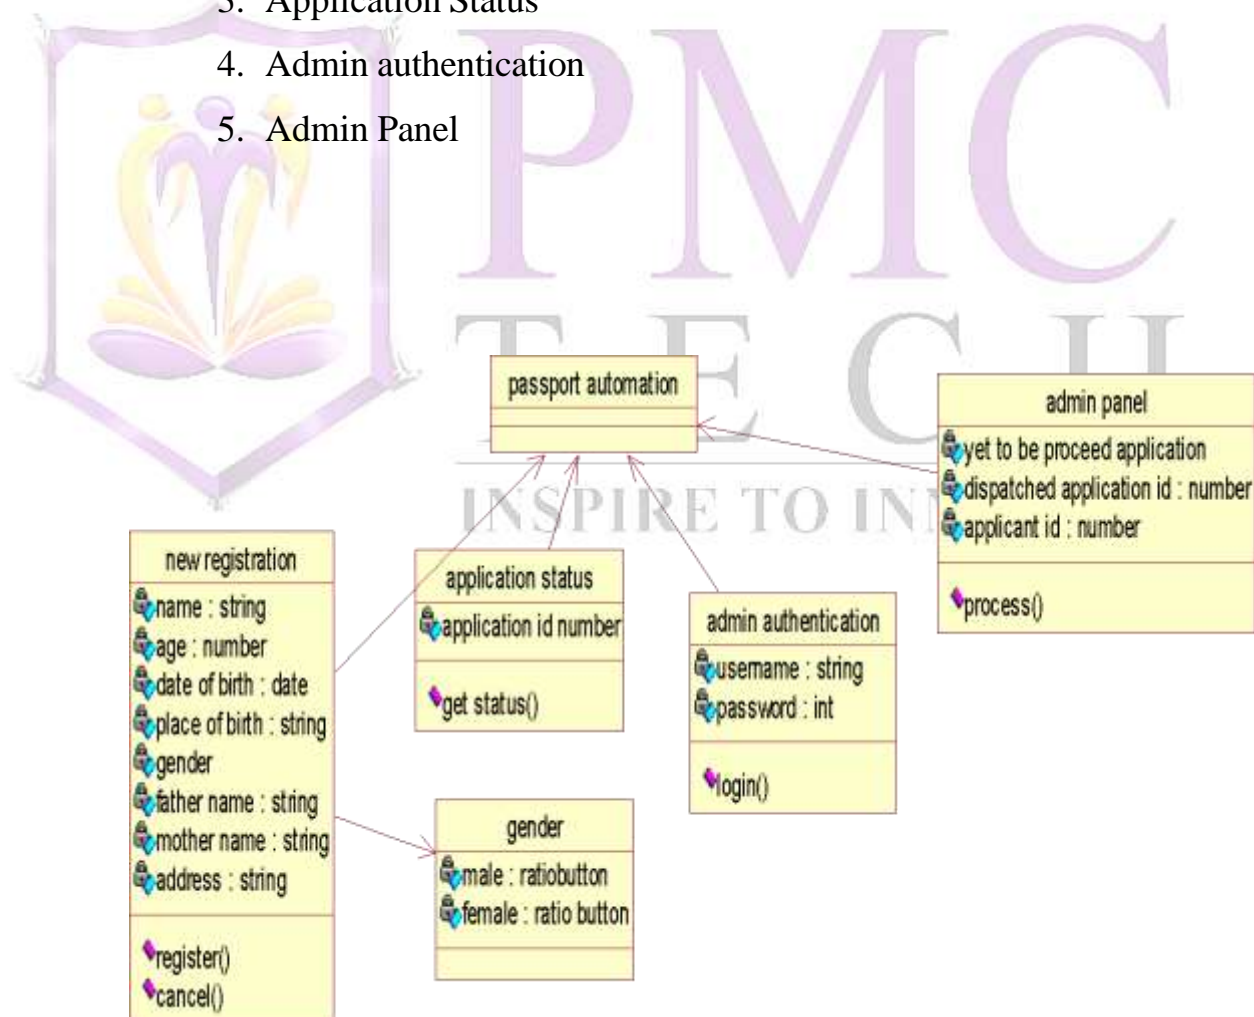 3. Application Status
4. Admin authentication
5. Admin Panel
PMC
TECH
INSPIRE TO INN
passport automation
admin panel
yet to be proceed application
dispatched application id : number
applicant id : number
process()
new registration
name : string
age : number
date of birth : date
place of birth : string
gender
father name : string
mother name : string
address : string
register()
cancel()
application status
application id number
get status()
admin authentication
username : string
password : int
login()
gender
male : ratiobutton
female : ratio button